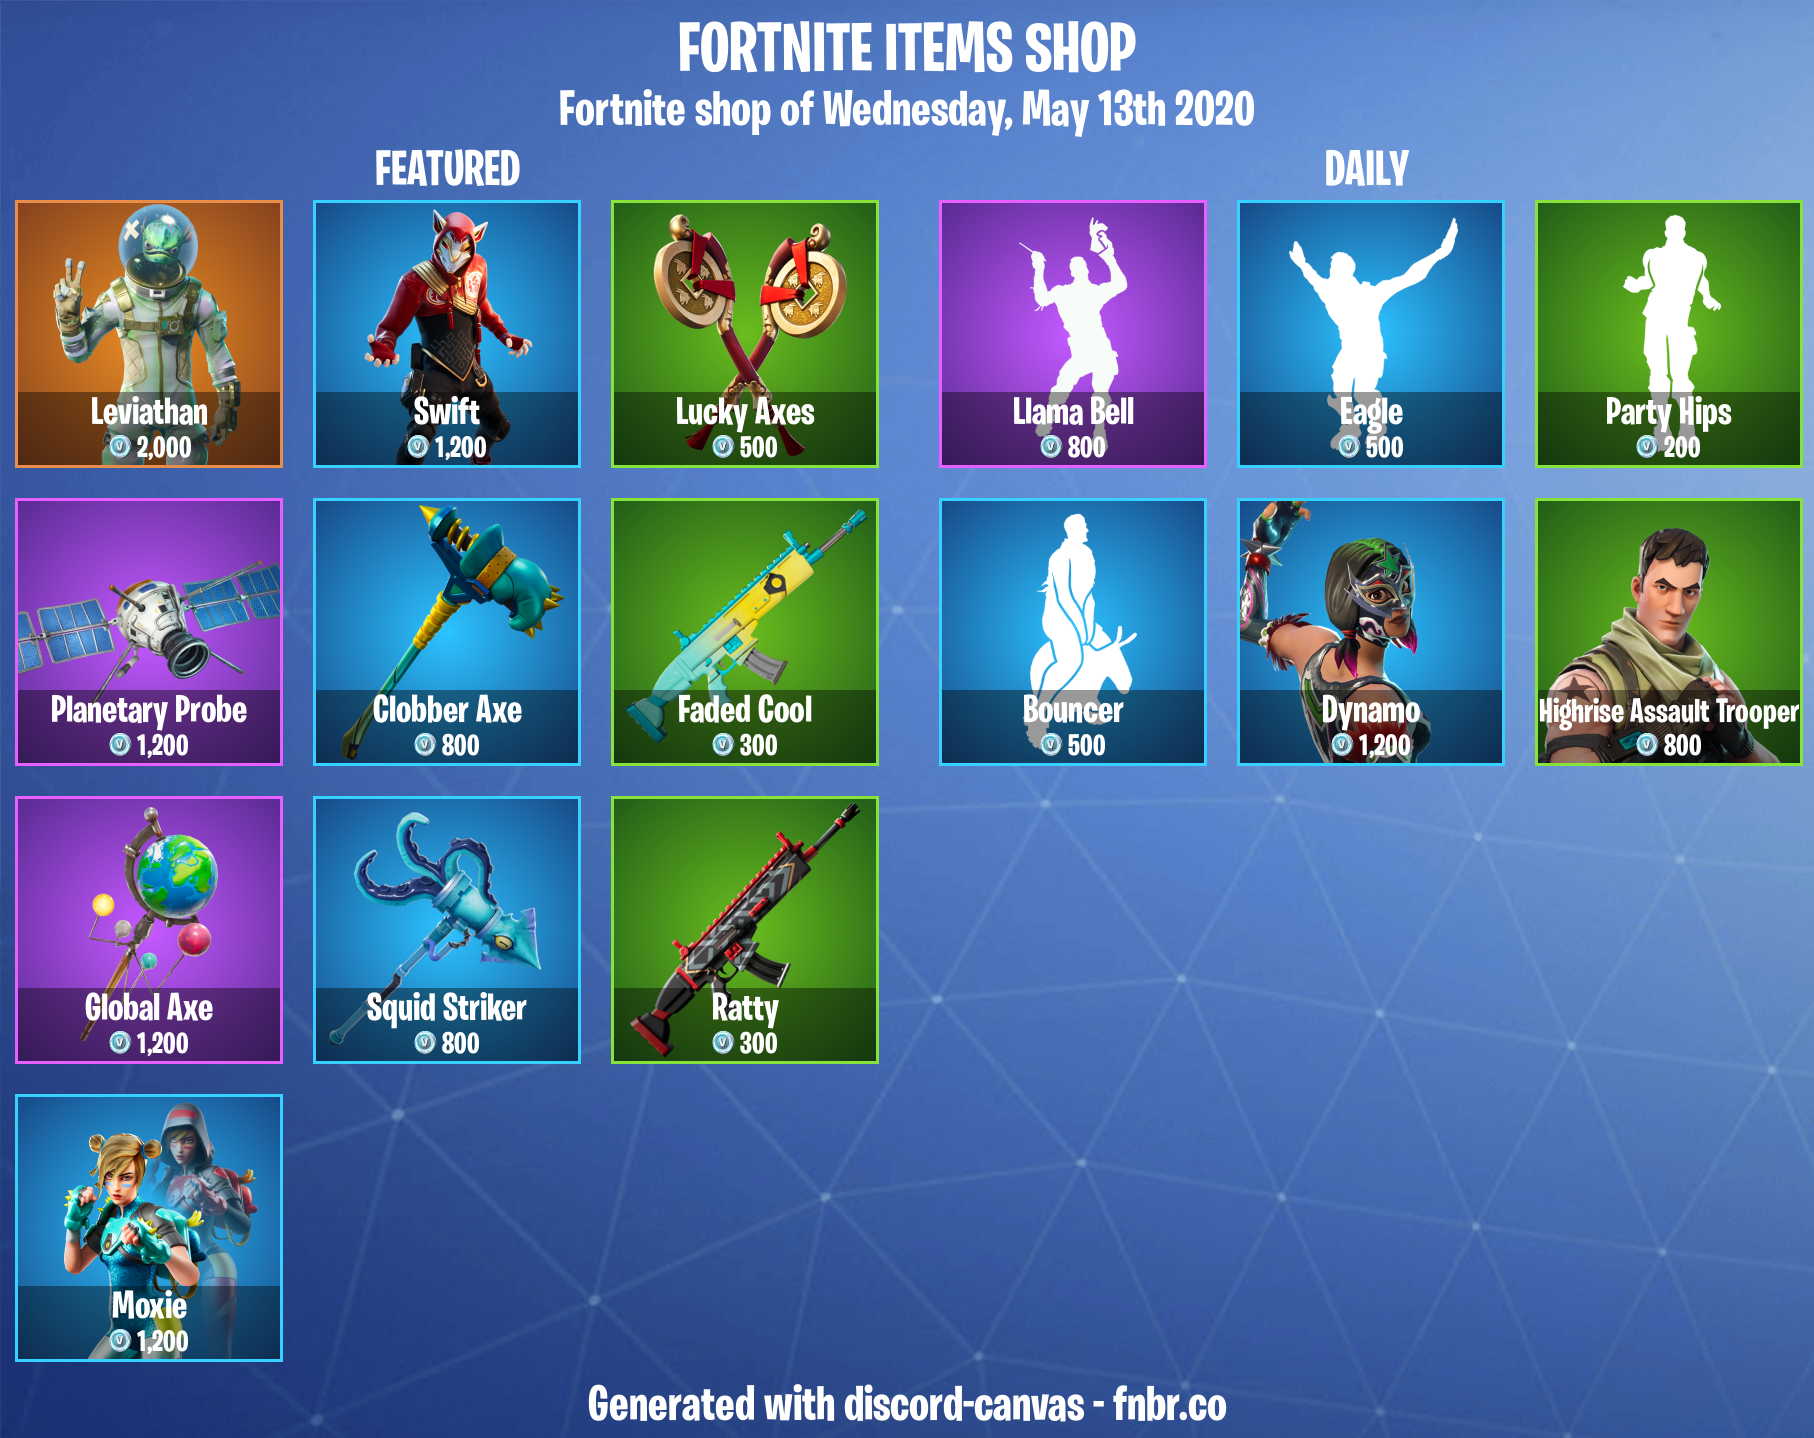 FORTNITE ITEMS SHOP
Fortnite shop of Wednesday, May 13th 2020
FEATURED
Leviathan
2,000
Swift
1,200
Lucky Axes
500
Planetary Probe
1,200
Clobber Axe
800
Faded Cool
300
Global Axe
1,200
Squid Striker
800
Ratty
300
Moxie
1,200
DAILY
Llama Bell
800
Eagle
500
Party Hips
200
Bouncer
500
Dynamo
1,200
Highrise Assault Trooper
800
Generated with discord-canvas - fnbr.co